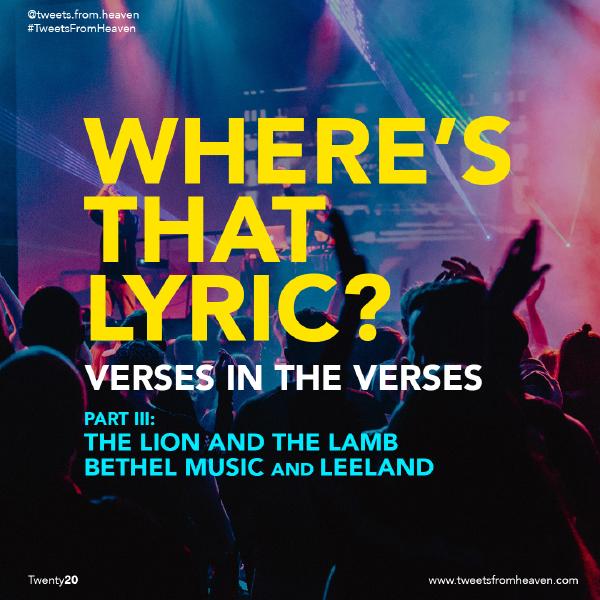 @tweets.from.heaven
#TweetsFromHeaven
WHERE'S
THAT
LYRIC?
VERSES IN THE VERSES
PART III:
THE LION AND THE LAMB
BETHEL MUSIC AND LEELAND
Twenty20
www.tweetsfromheaven.com